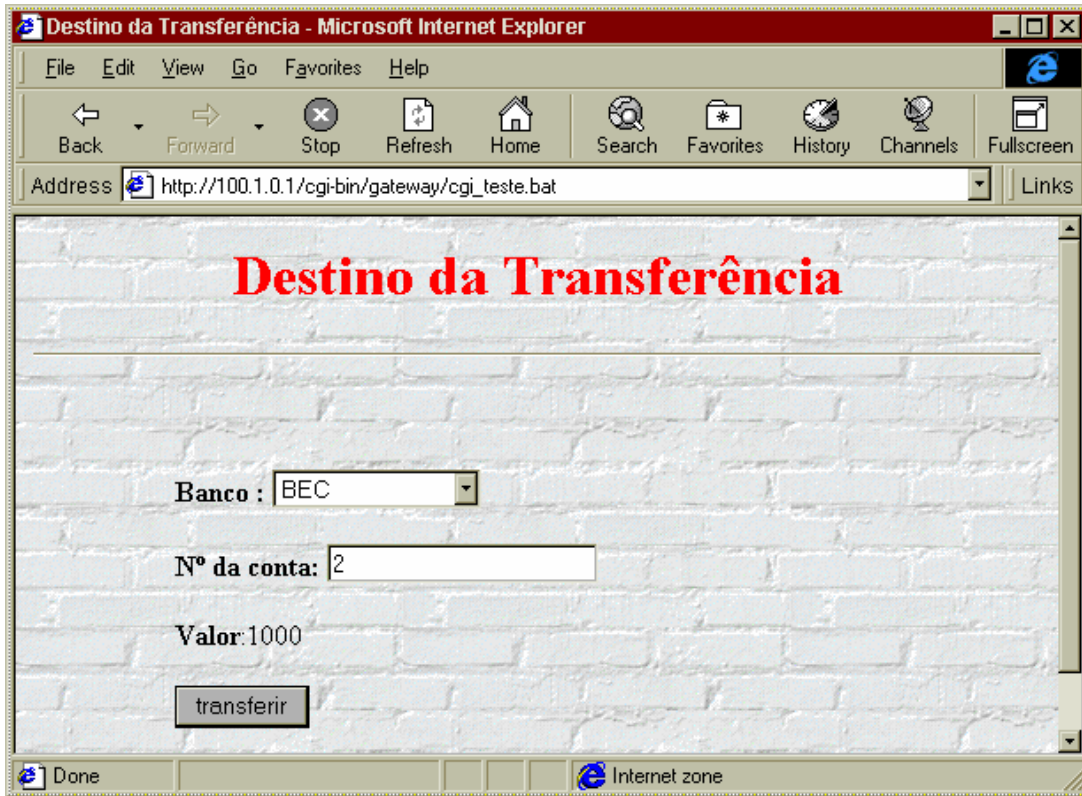 Destino da Transferência - Microsoft Internet Explorer
File Edit View Go Favorites Help
Back Forward Stop Refresh Home Search Favorites History Channels Fullscreen
Address http://100.1.0.1/cgi-bin/gateway/cgi_teste.bat Links
Destino da Transferência
Banco : BEC
Nº da conta: 2
Valor:1000
transferir
Done Internet zone